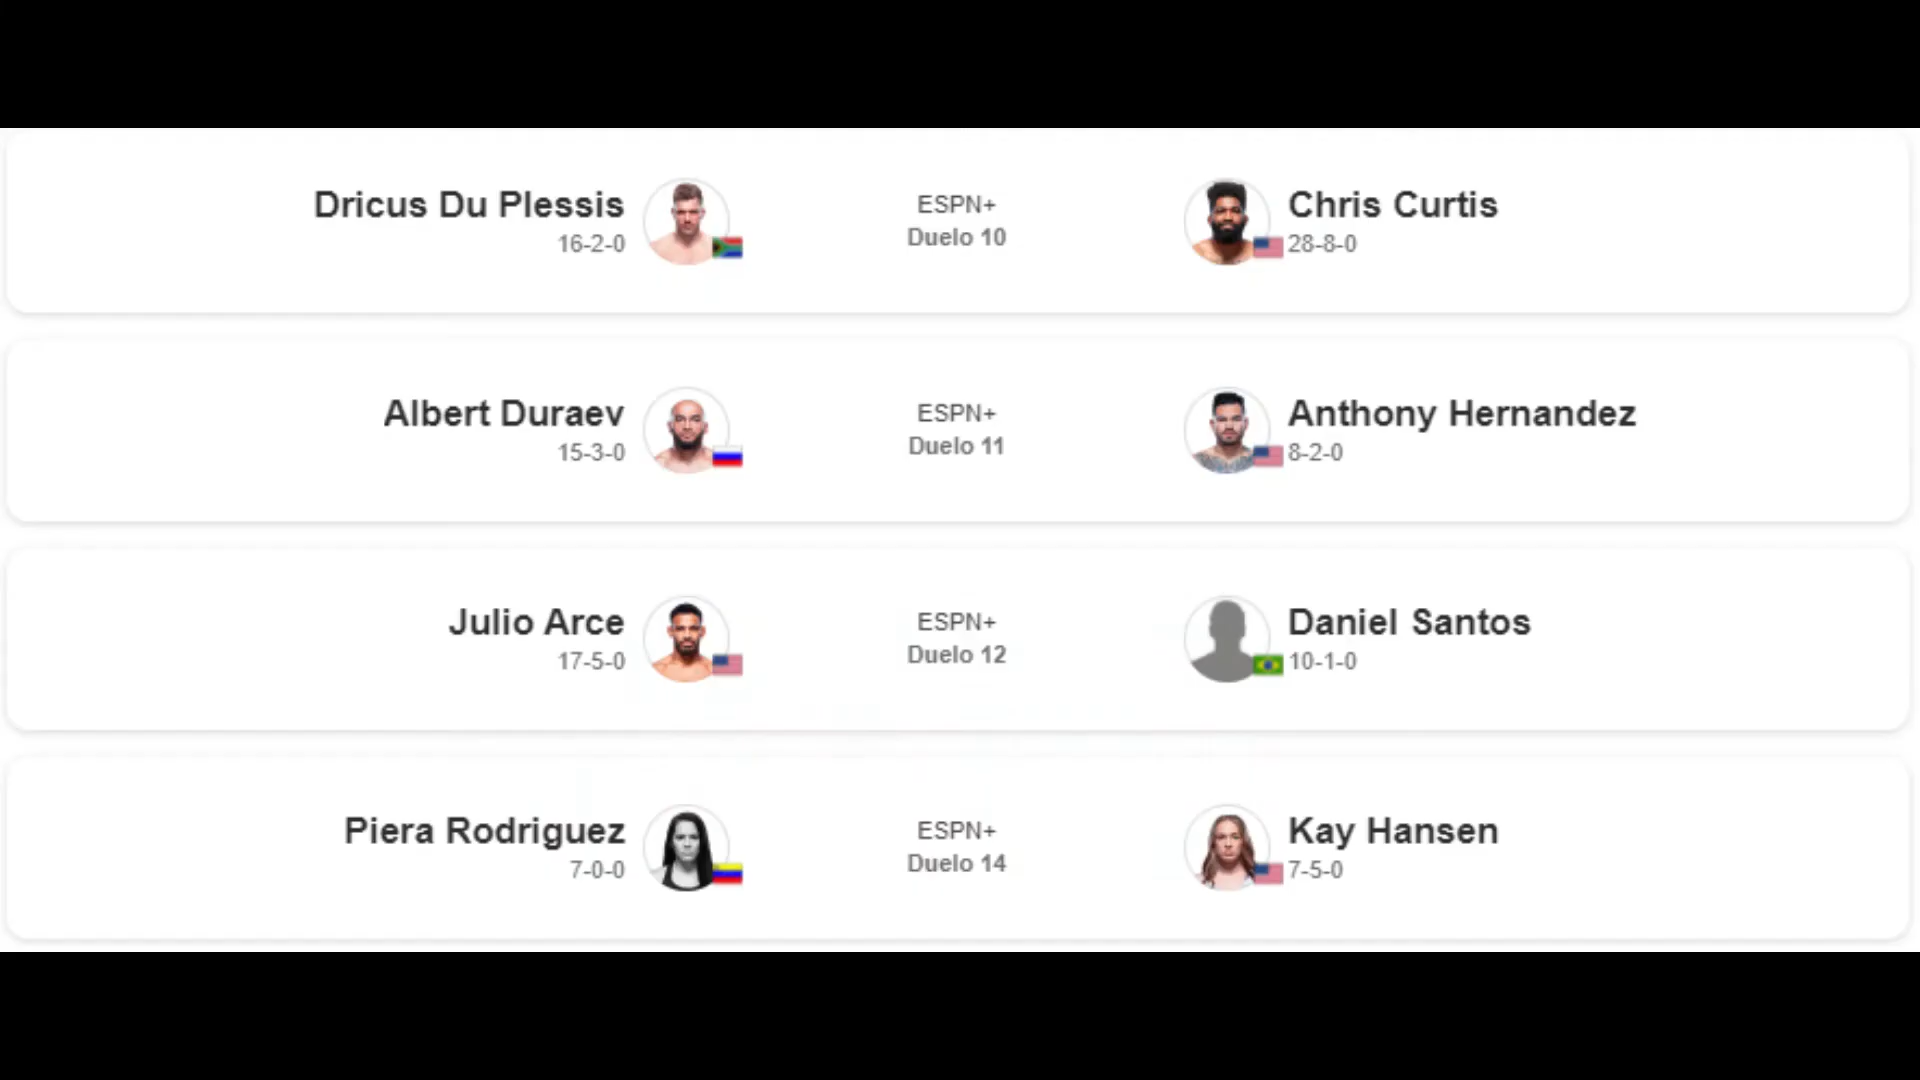 Dricus Du Plessis
16-2-0
ESPN+
Duelo 10
Chris Curtis
28-8-0
Albert Duraev
15-3-0
ESPN+
Duelo 11
Anthony Hernandez
8-2-0
Julio Arce
17-5-0
ESPN+
Duelo 12
Daniel Santos
10-1-0
Piera Rodriguez
7-0-0
ESPN+
Duelo 14
Kay Hansen
7-5-0